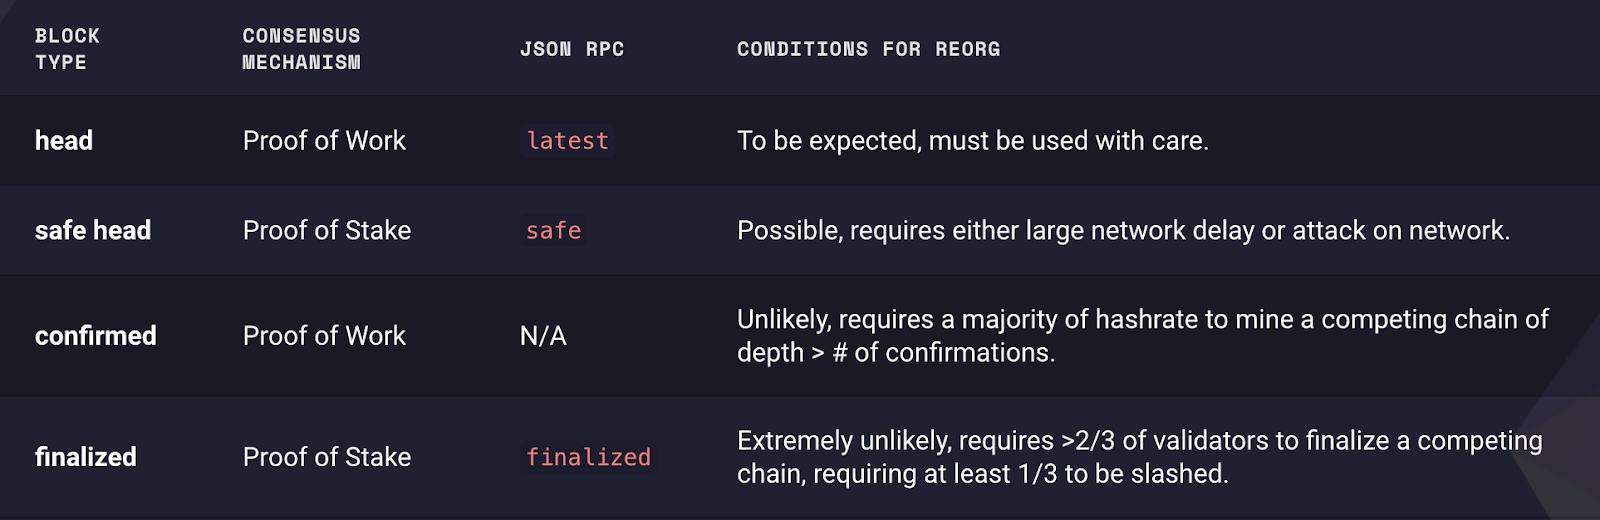 BLOCK TYPE
CONSENSUS MECHANISM
JSON RPC
CONDITIONS FOR REORG
head
Proof of Work
latest
To be expected, must be used with care.
safe head
Proof of Stake
safe
Possible, requires either large network delay or attack on network.
confirmed
Proof of Work
N/A
Unlikely, requires a majority of hashrate to mine a competing chain of
depth > # of confirmations.
finalized
Proof of Stake
finalized
Extremely unlikely, requires >2/3 of validators to finalize a competing
chain, requiring at least 1/3 to be slashed.